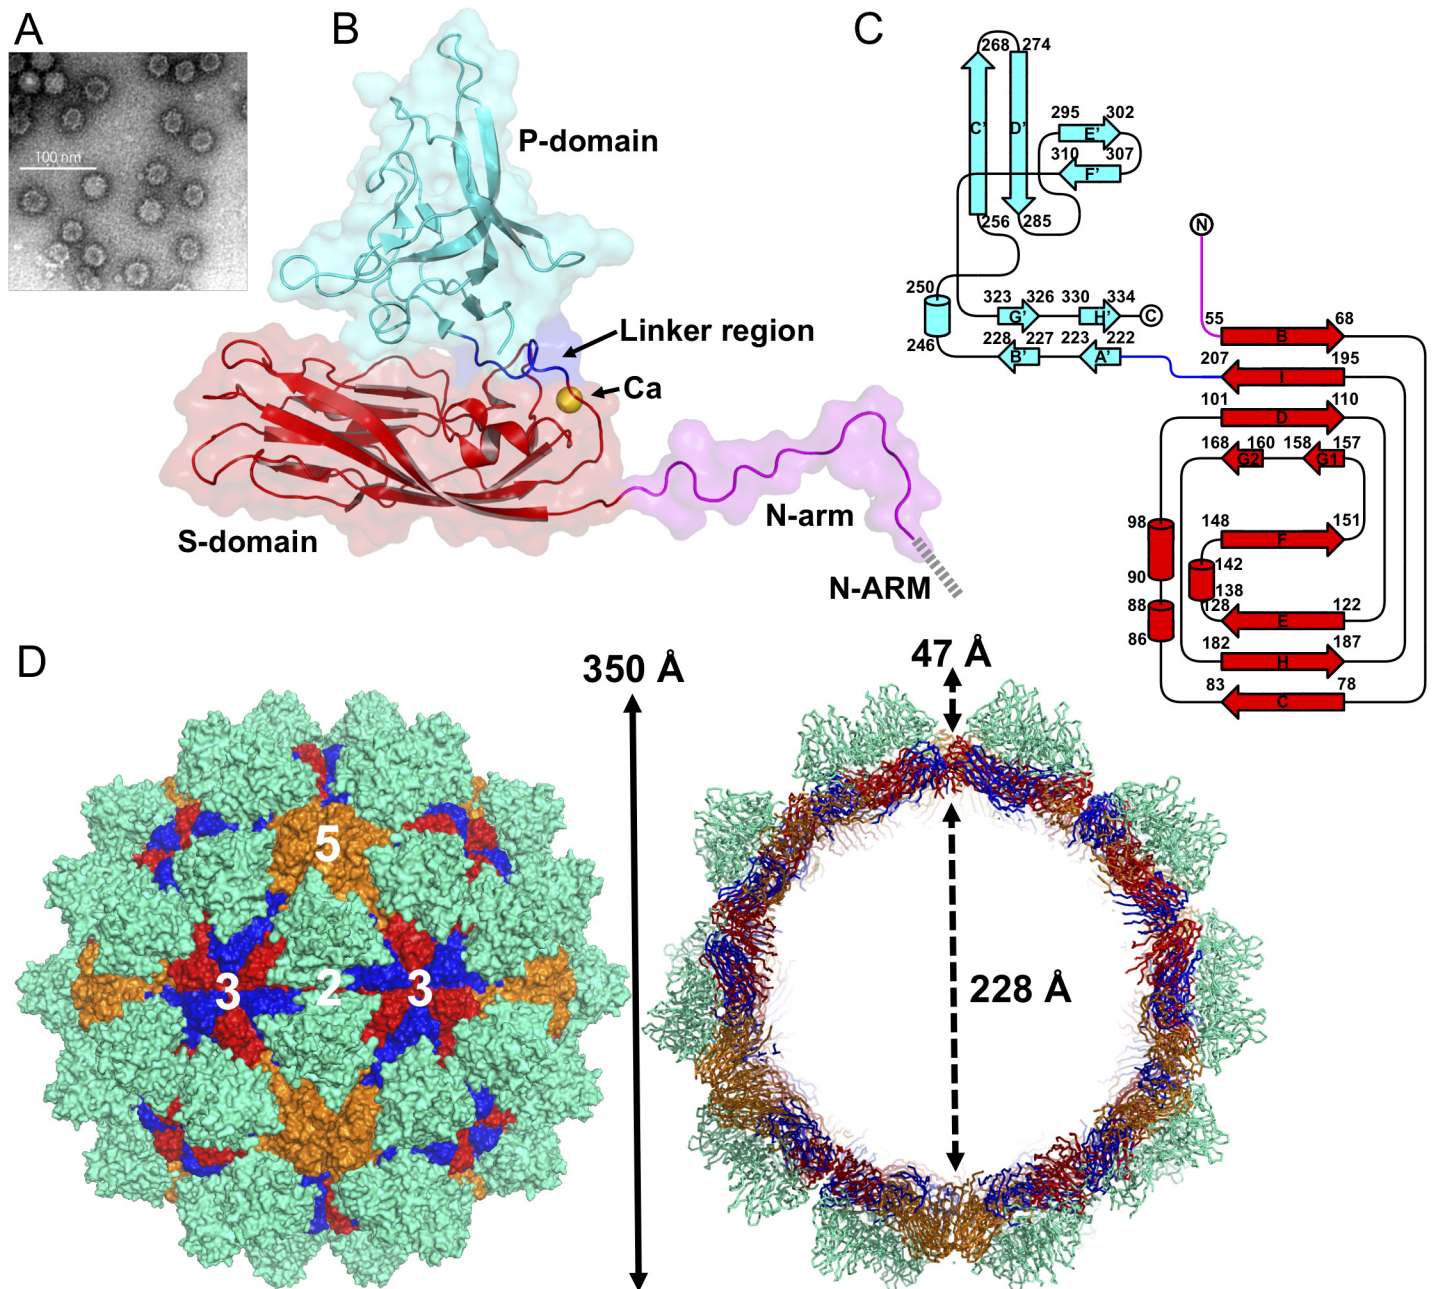 A
B
C
100 nm
P-domain
Linker region
Ca
S-domain
N-arm
N-ARM
268 274
C'
D'
295 302
E'
310 307
F'
256 285
N
250
323 326 330 334
G'
H'
C
246
228 227 223 222
B'
A'
55 68
B
207 195
I
101 110
D
168 160 158 157
G2
G1
98
148 151
F
90
142
138
88
128 122
E
86
182 187
H
83 78
C
D
350 Å
47 Å
5
3
2
3
228 Å